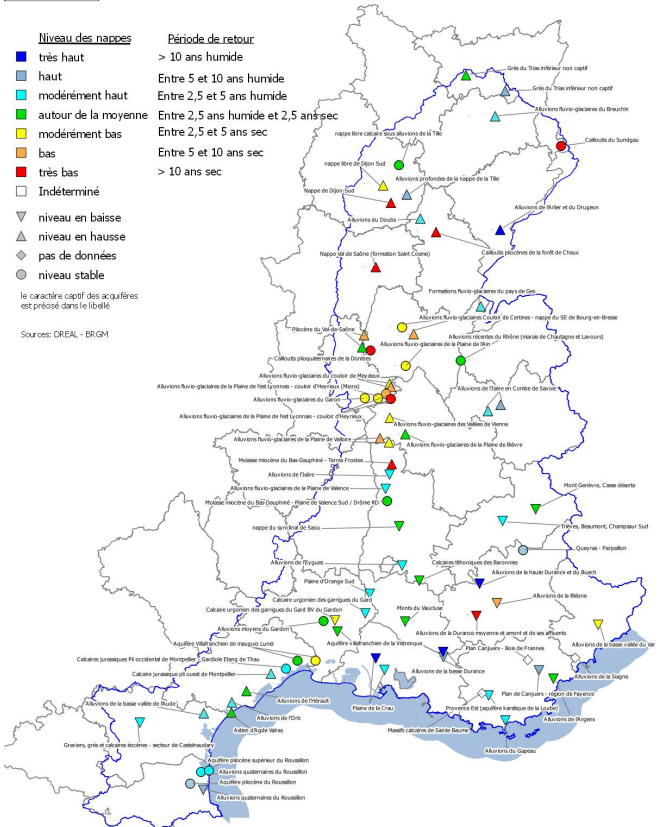 Niveau des nappes
Période de retour
très haut
> 10 ans humide
haut
Entre 5 et 10 ans humide
modérément haut
Entre 2,5 et 5 ans humide
autour de la moyenne
Entre 2,5 ans humide et 2,5 ans sec
modérément bas
Entre 2,5 et 5 ans sec
bas
Entre 5 et 10 ans sec
très bas
> 10 ans sec
Indéterminé
niveau en baisse
niveau en hausse
pas de données
niveau stable
le caractére captif des acquifères
est précisé dans le libellé
Sources: DREAL - BRGM
Grès du Trias inférieur non captif
Grès du Trias inférieur non captif
Alluvions fluvio-glaciaires du Breuchin
nappe libre calcaire sous alluvions de la Tille
Cailloutis du Sundgau
nappe libre de Dijon Sud
Alluvions profondes de la nappe de la Tille
Nappe de Dijon-Sud
Alluvions du Doubs
Alluvions de l'Arlier et du Drugeon
Cailloutis pliocènes de la forêt de Chaux
Nappe Val de Saône (formation Saint Cosme)
Formations fluvio-glaciaires du pays de Gex
Alluvions fluvio-glaciaires Couloir de Certines - nappe du SE de Bourg-en-Bresse
Pliocène du Val-de-Saône
Alluvions récentes du Rhône (marais de Chautagne et Lavours)
Alluvions fluvio-glaciaires de la Plaine de l'Ain
Cailloutis plioquaternaires de la Dombes
Alluvions fluvio-glaciaires du couloir de Meyzieux
Alluvions fluvio-glaciaires de la Plaine de l'est Lyonnais - couloir d'Heyrieux (Mions)
Alluvions de l'Isère en Combe de Savoie
Alluvions fluvio-glaciaires du Garon
Alluvions fluvio-glaciaires de la Plaine de l'est Lyonnais - couloir d'Heyrieux
Alluvions fluvio-glaciaires des Vallées de Vienne
Alluvions fluvio-glaciaires de la Plaine de Valloire
Alluvions fluvio-glaciaires de la Plaine de Bièvre
Molasse miocène du Bas-Dauphiné - Terres Froides
Alluvions de l'Isère
Alluvions fluvio-glaciaires de la Plaine de Valence
Mont Genèvre, Casse déserte
Molasse miocène du Bas-Dauphiné - Plaine de Valence Sud / Drôme RD
nappe du synclinal de Saou
Trièves, Beaumont, Champsaur Sud
Queyras - Parpaillon
Alluvions de l'Eygues
Calcaires tithoniques des Baronnies
Alluvions de la haute Durance et du Buech
Plaine d'Orange Sud
Calcaire urgonien des garrigues du Gard
Alluvions de la Bléone
Calcaire urgonien des garrigues du Gard BV du Gardon
Monts du Vaucluse
Alluvions moyens du Gardon
Alluvions de la Durance moyenne et amont et de ses affluents
Aquifère Villafranchien de mauguio Lunel
Aquifère villafranchien de la Vistrenque
Plan Canjuers - Bois de Frannes
Alluvions de la basse vallée du Var
Calcaires jurassiques Pli occidental de Montpellier - Gardiole Etang de Thau
Calcaire jurassique pli ouest de Montpellier
Alluvions de la basse Durance
Alluvions de la Siagne
Plan de Canjuers - région de Fayence
Alluvions de la basse vallée de l'Aude
Alluvions de l'Hérault
Plaine de la Crau
Provence Est (aquifère karstique de la Loube)
Alluvions de l'Orb
Alluvions de l'Argens
Astien d'Agde Valras
Massifs calcaires de Sainte Baume
Graviers, grès et calcaires éocènes - secteur de Castelnaudary
Alluvions du Gapeau
Aquifère pliocène supérieur du Roussillon
Alluvions quaternaires du Roussillon
Aquifère pliocène du Roussillon
Alluvions quaternaires du Roussillon